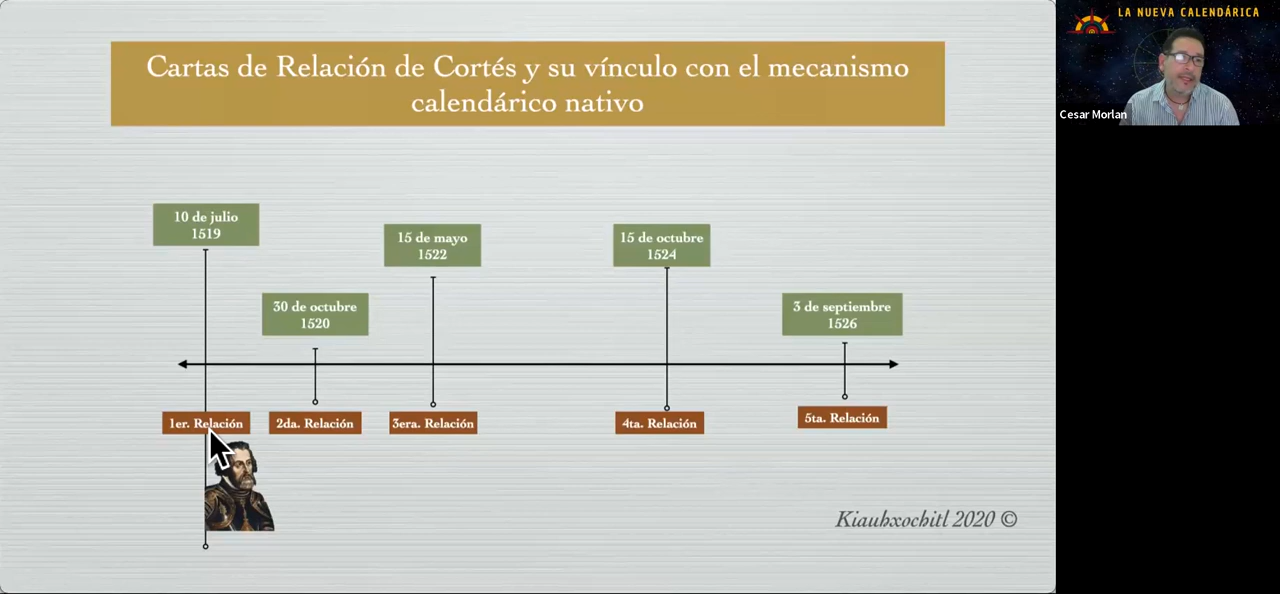 Cartas de Relación de Cortés y su vínculo con el mecanismo
calendárico nativo
10 de julio
1519
30 de octubre
1520
15 de mayo
1522
15 de octubre
1524
3 de septiembre
1526
1er. Relación
2da. Relación
3era. Relación
4ta. Relación
5ta. Relación
Kiauhxochitl 2020 ©
LA NUEVA CALENDÁRICA
Cesar Morlan